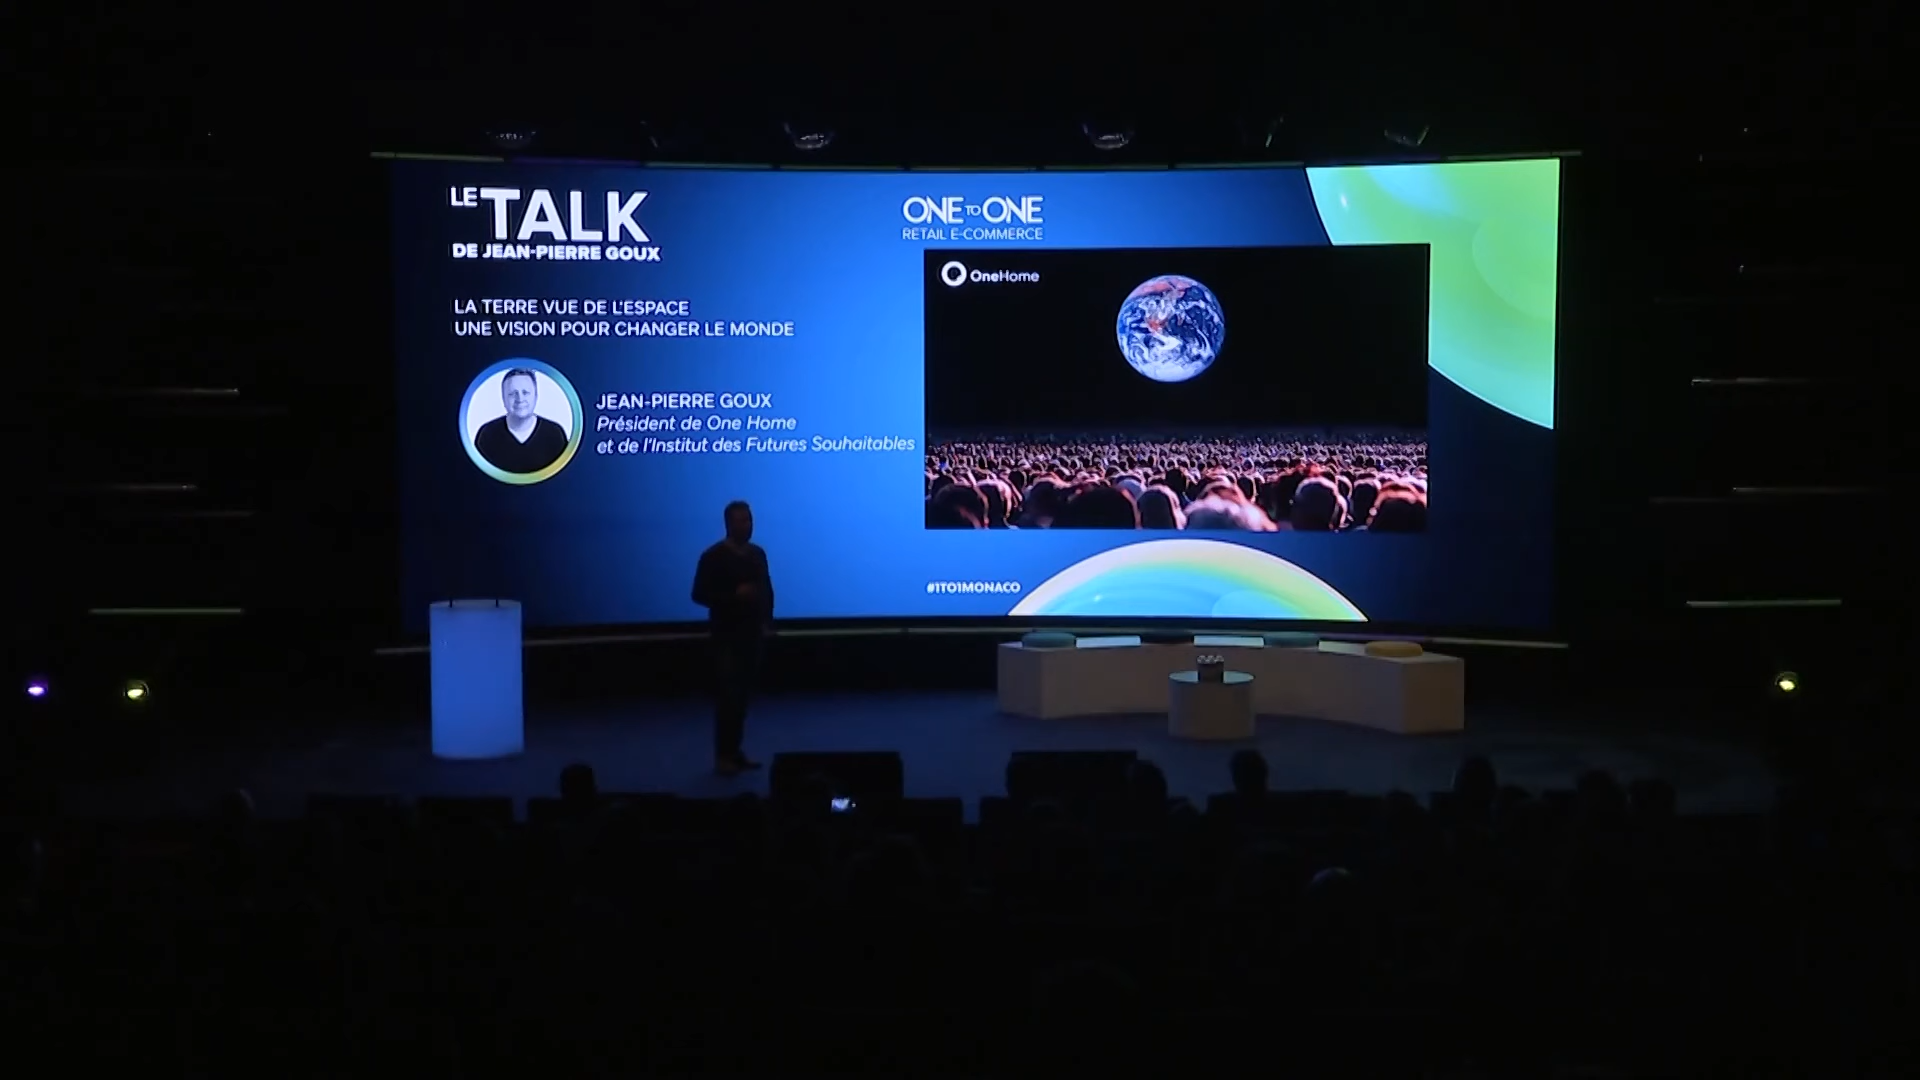 LE TALK
DE JEAN-PIERRE GOUX
LA TERRE VUE DE L'ESPACE
UNE VISION POUR CHANGER LE MONDE
JEAN-PIERRE GOUX
Président de One Home
et de l'Institut des Futures Souhaitables
ONE TO ONE
RETAIL E-COMMERCE
OneHome
#1TO1MONACO